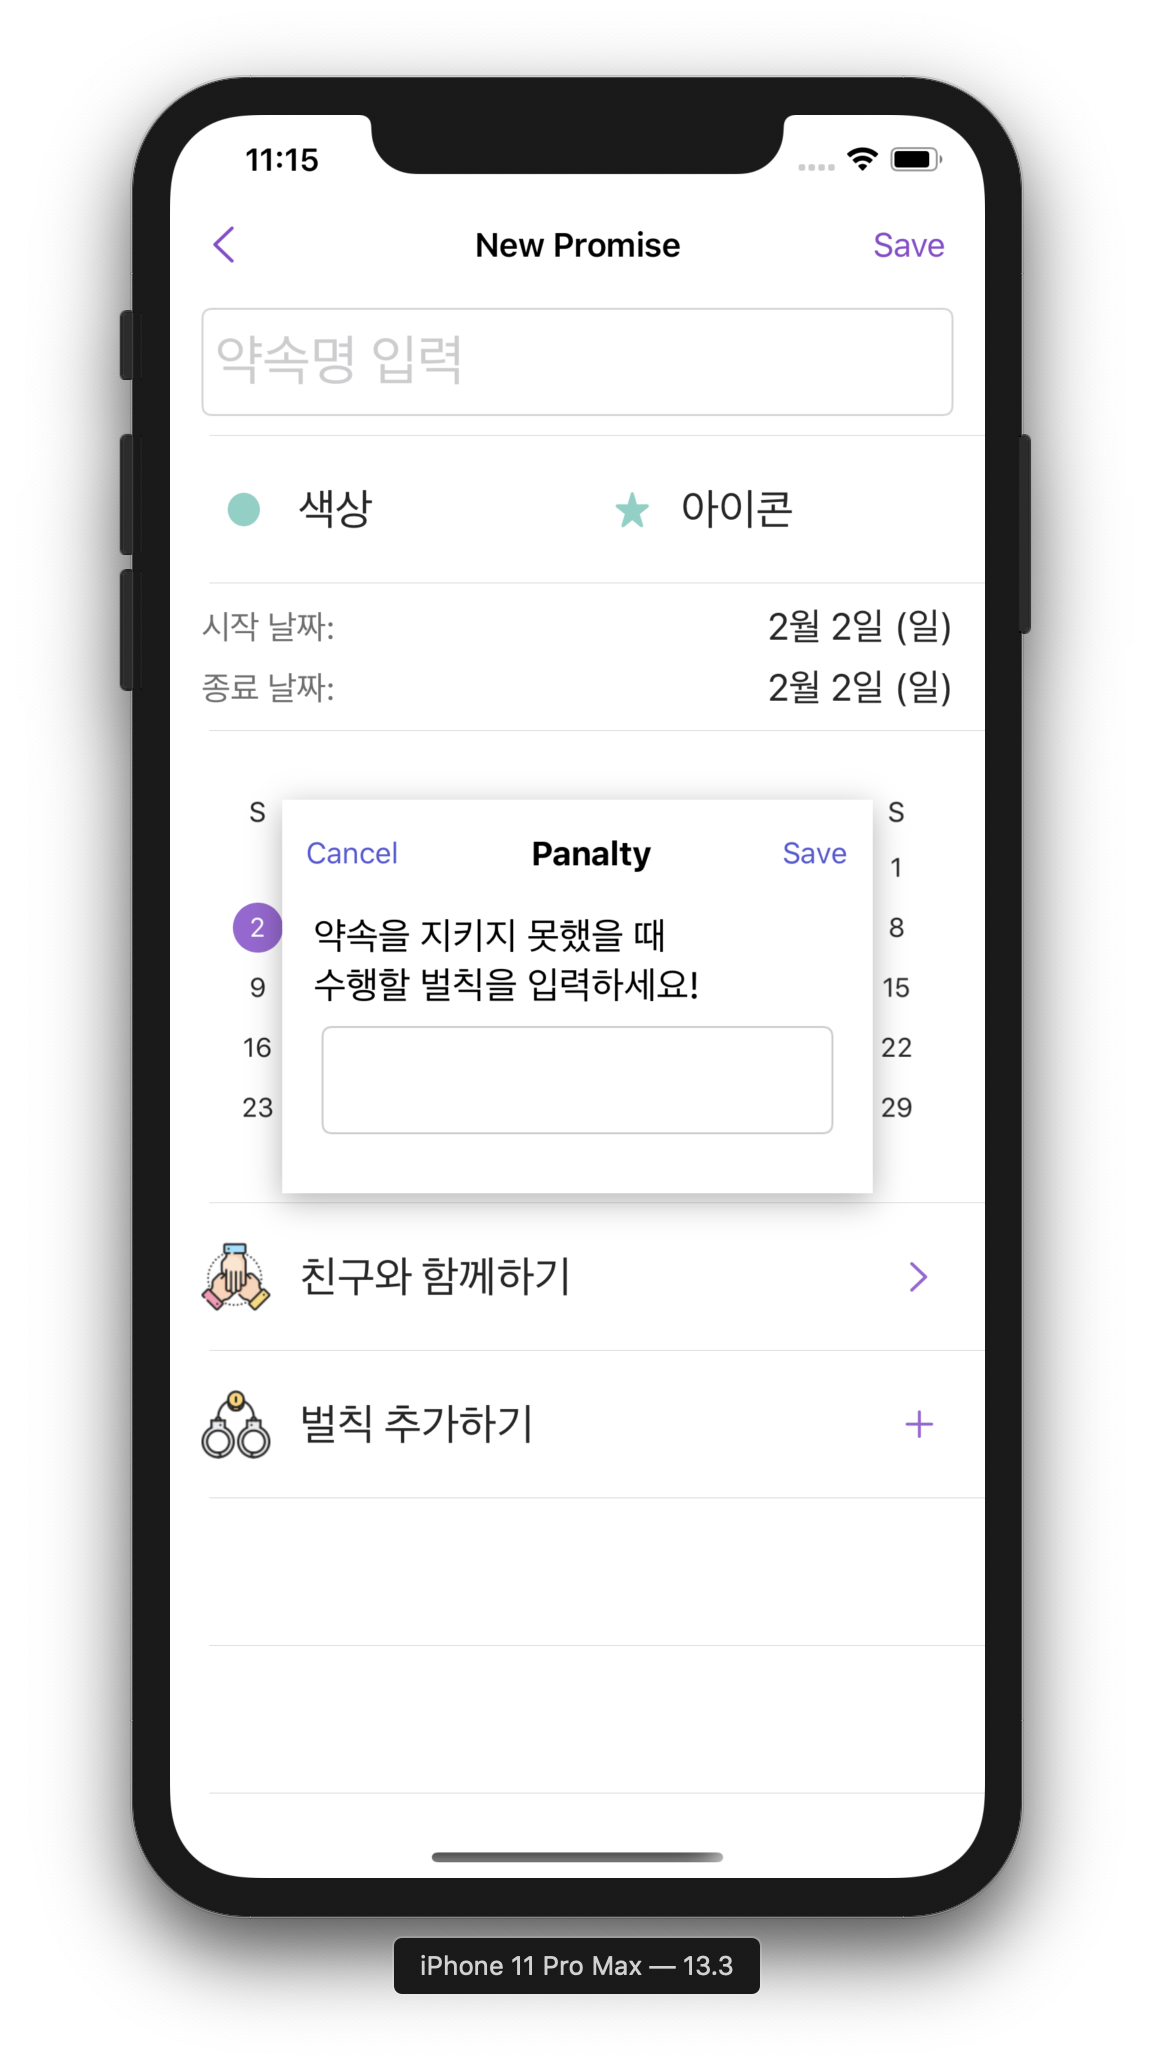 11:15
New Promise
Save
약속명 입력
색상
아이콘
시작 날짜:
2월 2일 (일)
종료 날짜:
2월 2일 (일)
S
S
1
2
8
9
15
16
22
23
29
Cancel
Panalty
Save
약속을 지키지 못했을 때
수행할 벌칙을 입력하세요!
친구와 함께하기
벌칙 추가하기
iPhone 11 Pro Max — 13.3